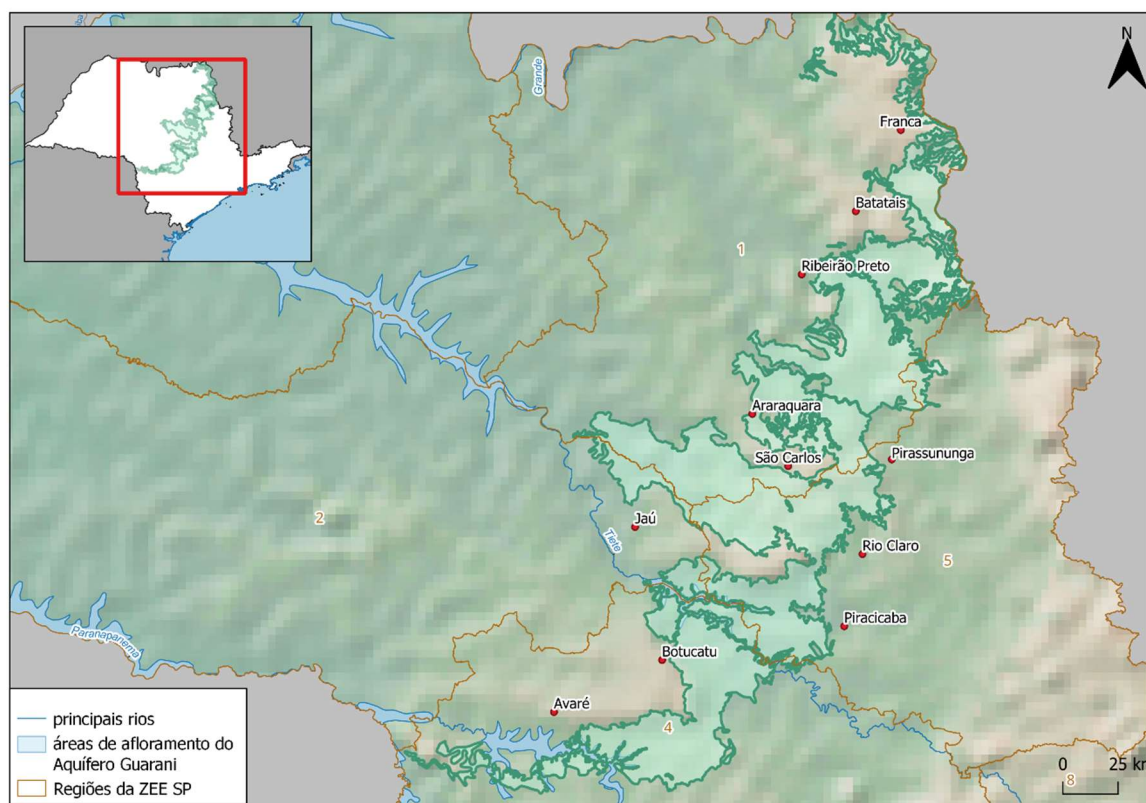 N
Grande
Franca
Batatais
1
Ribeirão Preto
Araraquara
São Carlos
Pirassununga
2
Jaú
Tiete
Rio Claro
5
Piracicaba
Paranapanema
Botucatu
Avaré
4
principais rios
áreas de afloramento do
Aquífero Guarani
Regiões da ZEE SP
0 25 km
8